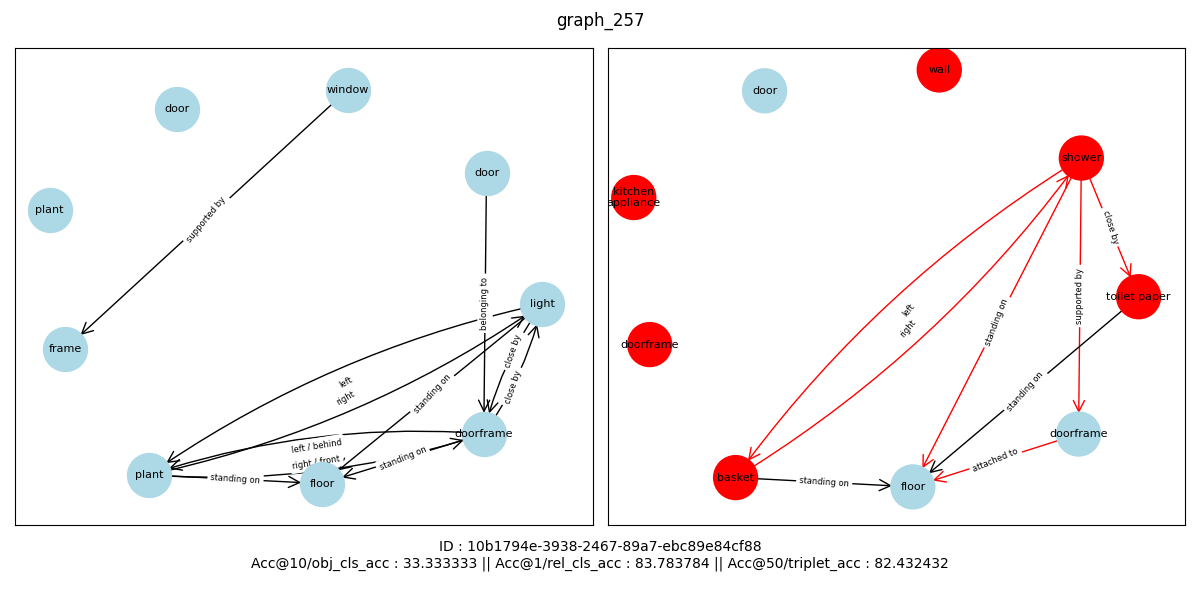 graph_257
door
window
door
plant
supported by
belonging to
light
frame
close by
close by
left
right
standing on
doorframe
left / behind
right / front
standing on
plant
standing on
floor
wall
door
shower
kitchen
appliance
close by
toilet paper
supported by
left
right
standing on
doorframe
standing on
doorframe
attached to
basket
standing on
floor
ID : 10b1794e-3938-2467-89a7-ebc89e84cf88
Acc@10/obj_cls_acc : 33.333333 || Acc@1/rel_cls_acc : 83.783784 || Acc@50/triplet_acc : 82.432432